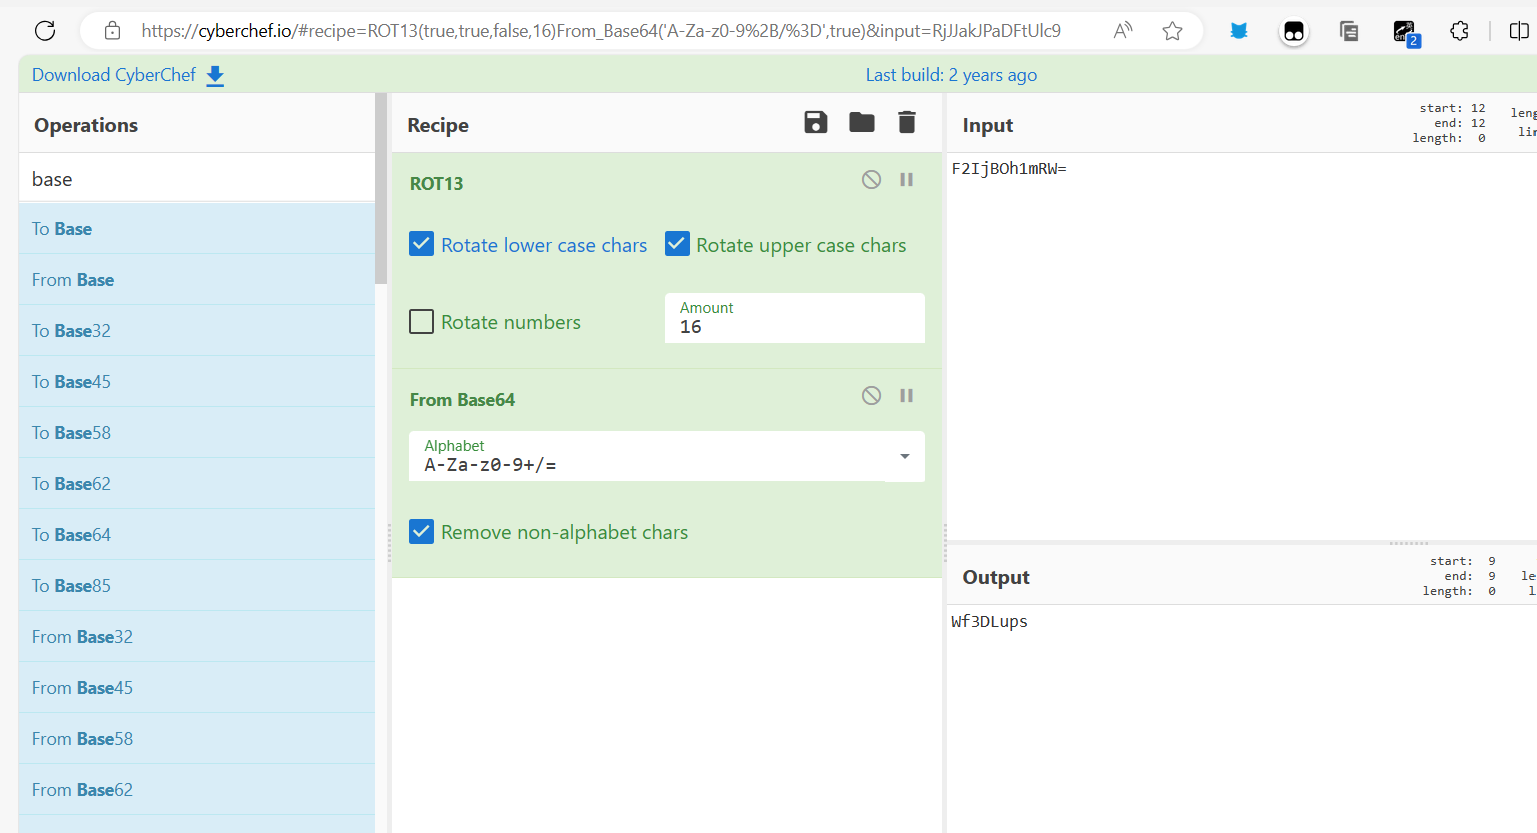 https://cyberchef.io/#recipe=ROT13(true,true,false,16)From_Base64('A-Za-z0-9%2B/%3D',true)&input=RjJJakJPaDFtUlc9
2
Download CyberChef
Last build: 2 years ago
Operations
base
To Base
From Base
To Base32
To Base45
To Base58
To Base62
To Base64
To Base85
From Base32
From Base45
From Base58
From Base62
Recipe
ROT13
Rotate lower case chars
Rotate upper case chars
Rotate numbers
Amount
16
From Base64
Alphabet
A-Za-z0-9+/=
Remove non-alphabet chars
Input
start: 12
end: 12
length: 0
F2IjBOh1mRW=
Output
start: 9
end: 9
length: 0
Wf3DLups